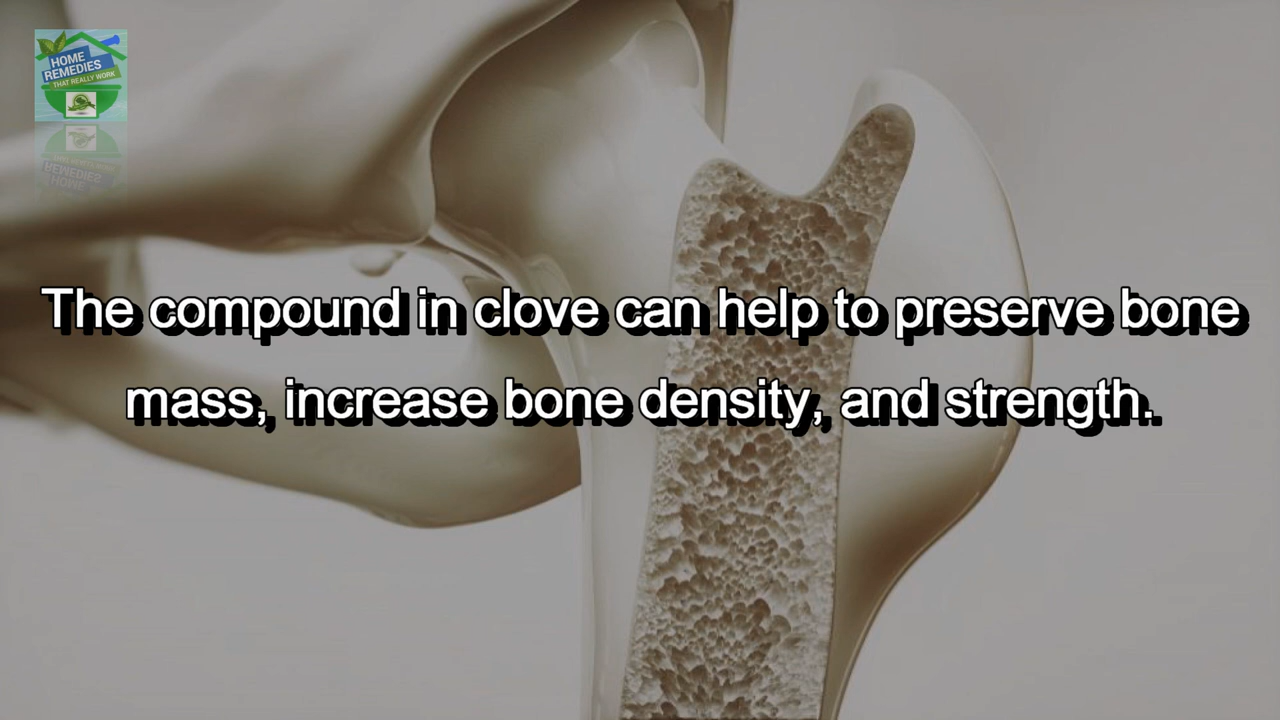 HOME
REMEDIES
THAT REALLY WORK
The compound in clove can help to preserve bone
mass, increase bone density, and strength.